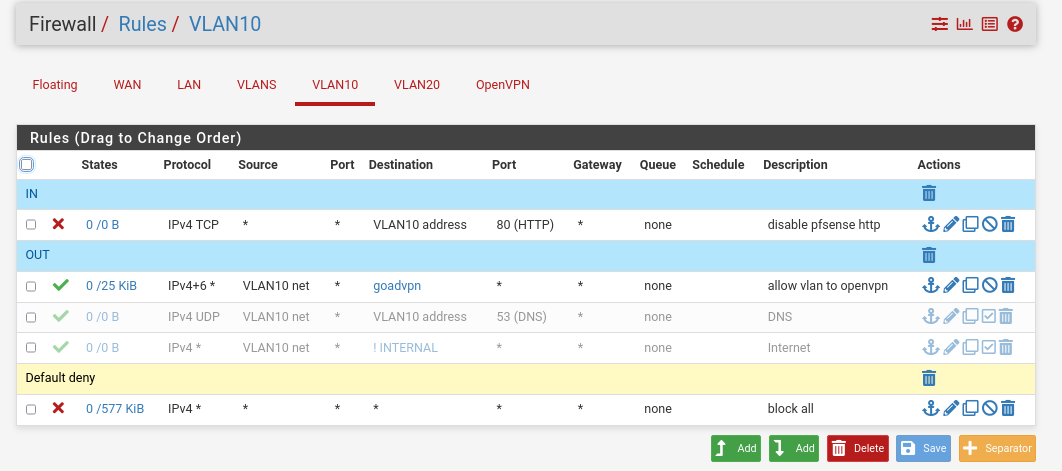 Firewall / Rules / VLAN10
Floating WAN LAN VLANS VLAN10 VLAN20 OpenVPN
Rules (Drag to Change Order)
States Protocol Source Port Destination Port Gateway Queue Schedule Description Actions
IN
0 /0 B IPv4 TCP * * VLAN10 address 80 (HTTP) * none disable pfsense http
OUT
0 /25 KiB IPv4+6 * VLAN10 net * goadvpn * * none allow vlan to openvpn
0 /0 B IPv4 UDP VLAN10 net * VLAN10 address 53 (DNS) * none DNS
0 /0 B IPv4 * VLAN10 net * ! INTERNAL * * none Internet
Default deny
0 /577 KiB IPv4 * * * * * * none block all
Add Add Delete Save Separator